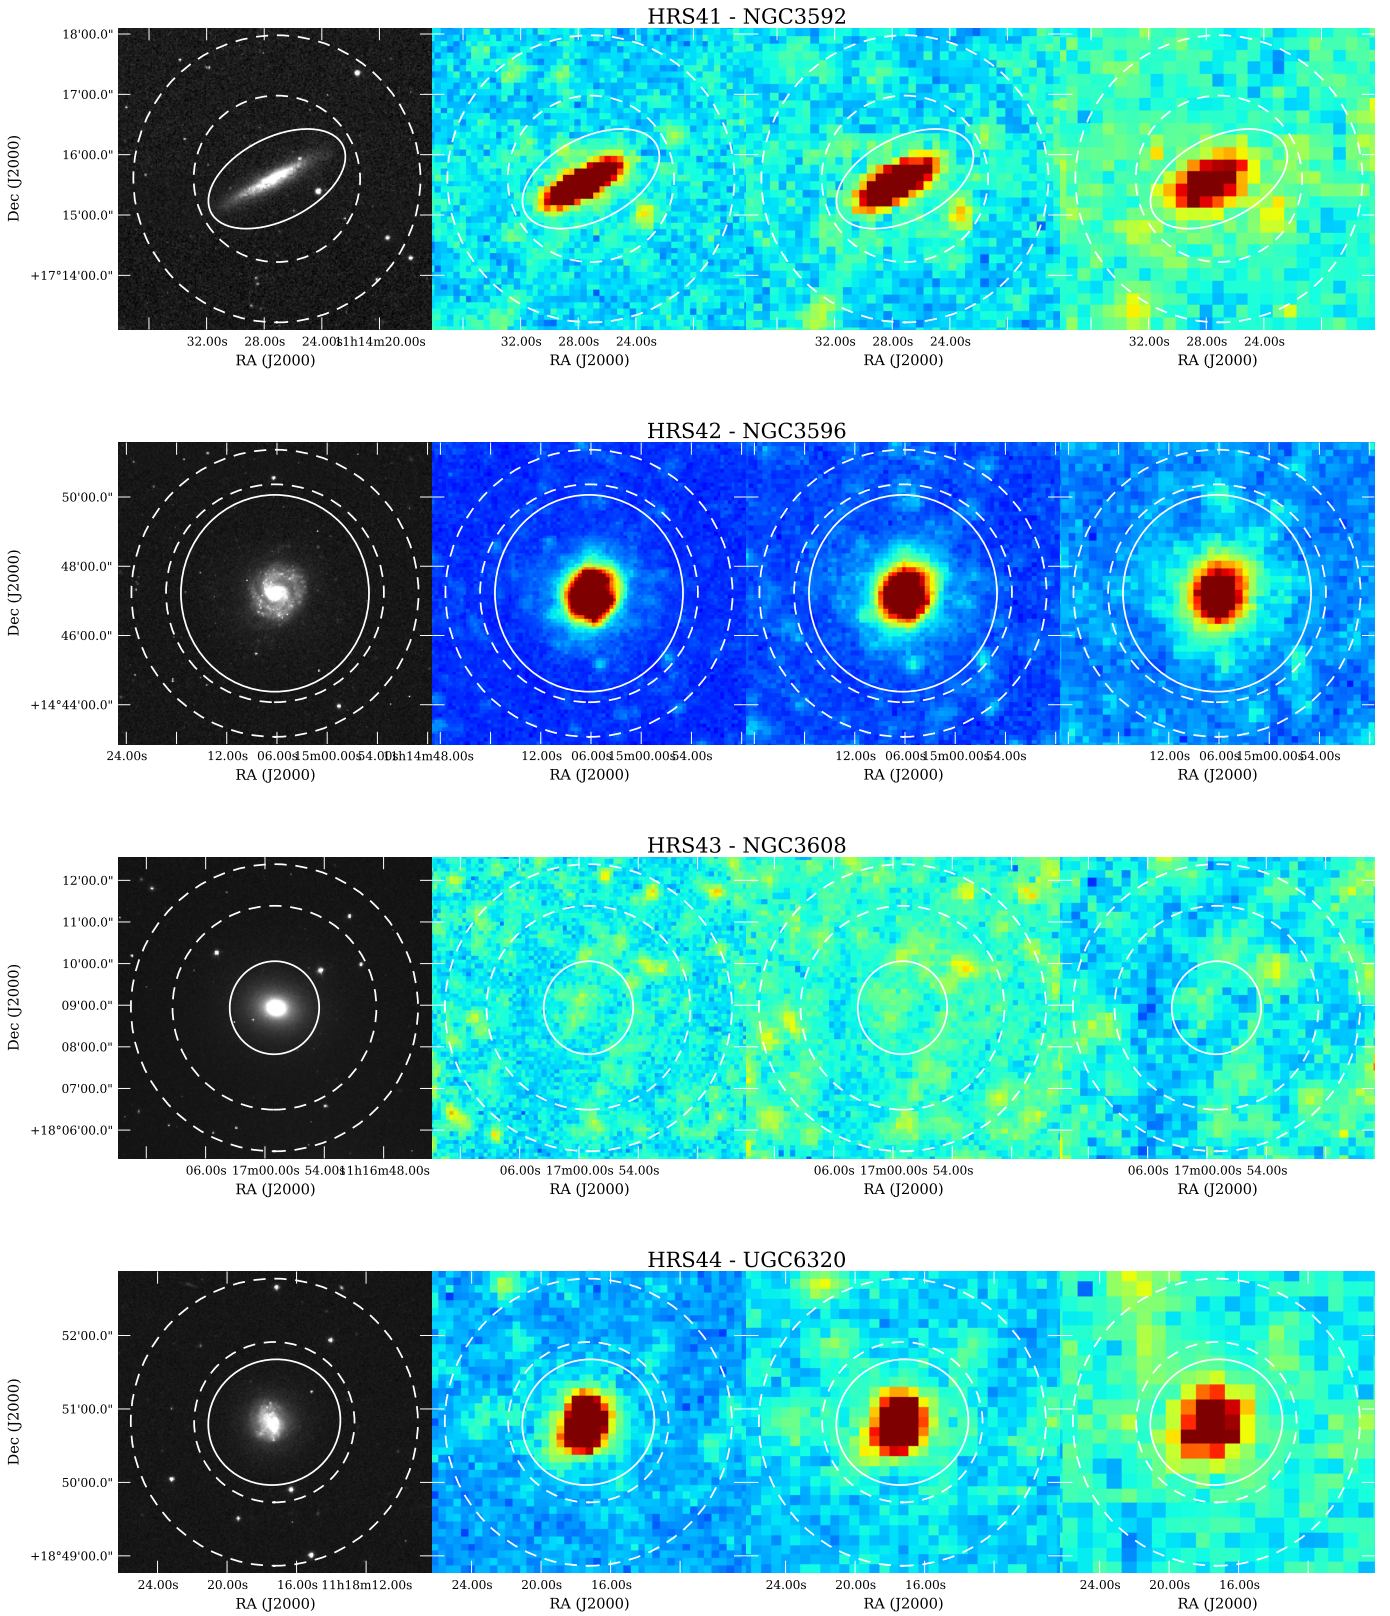 HRS41 - NGC3592
18'00.0"
17'00.0"
16'00.0"
15'00.0"
+17°14'00.0"
Dec (J2000)
32.00s 28.00s 24.00s 11h14m20.00s 32.00s 28.00s 24.00s 32.00s 28.00s 24.00s 32.00s 28.00s 24.00s
RA (J2000) RA (J2000) RA (J2000) RA (J2000)
HRS42 - NGC3596
50'00.0"
48'00.0"
46'00.0"
+14°44'00.0"
Dec (J2000)
24.00s 12.00s 06.00s 15m00.00s 54.00s 11h14m48.00s 12.00s 06.00s 15m00.00s 54.00s 12.00s 06.00s 15m00.00s 54.00s 12.00s 06.00s 15m00.00s 54.00s
RA (J2000) RA (J2000) RA (J2000) RA (J2000)
HRS43 - NGC3608
12'00.0"
11'00.0"
10'00.0"
09'00.0"
08'00.0"
07'00.0"
+18°06'00.0"
Dec (J2000)
06.00s 17m00.00s 54.00s 11h16m48.00s 06.00s 17m00.00s 54.00s 06.00s 17m00.00s 54.00s 06.00s 17m00.00s 54.00s
RA (J2000) RA (J2000) RA (J2000) RA (J2000)
HRS44 - UGC6320
52'00.0"
51'00.0"
50'00.0"
+18°49'00.0"
Dec (J2000)
24.00s 20.00s 16.00s 11h18m12.00s 24.00s 20.00s 16.00s 24.00s 20.00s 16.00s 24.00s 20.00s 16.00s
RA (J2000) RA (J2000) RA (J2000) RA (J2000)